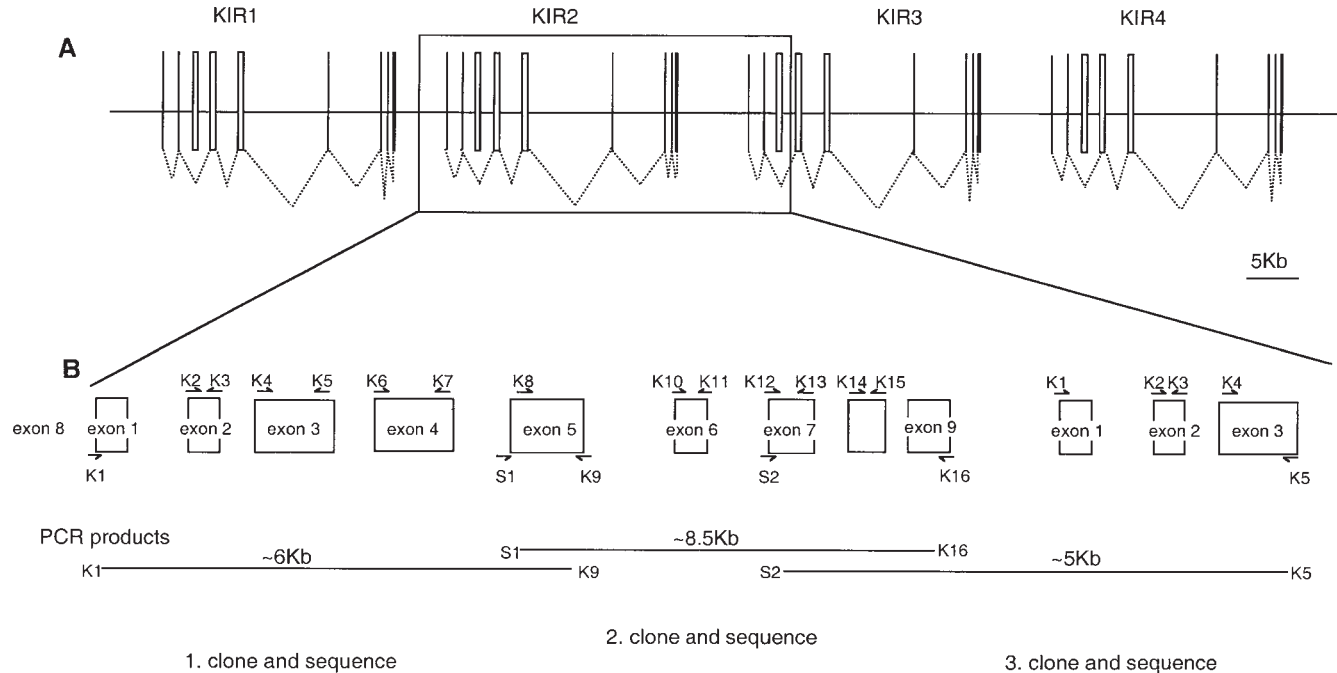 KIR1 KIR2 KIR3 KIR4
A
5Kb
B
K2 K3 K4 K5 K6 K7 K8 K10 K11 K12 K13 K14 K15 K1 K2 K3 K4
exon 8 exon 1 exon 2 exon 3 exon 4 exon 5 exon 6 exon 7 exon 9 exon 1 exon 2 exon 3
K1 S1 K9 S2 K16 K5
PCR products
~8.5Kb
S1 K16
~6Kb ~5Kb
K1 K9 S2 K5
2. clone and sequence
1. clone and sequence 3. clone and sequence